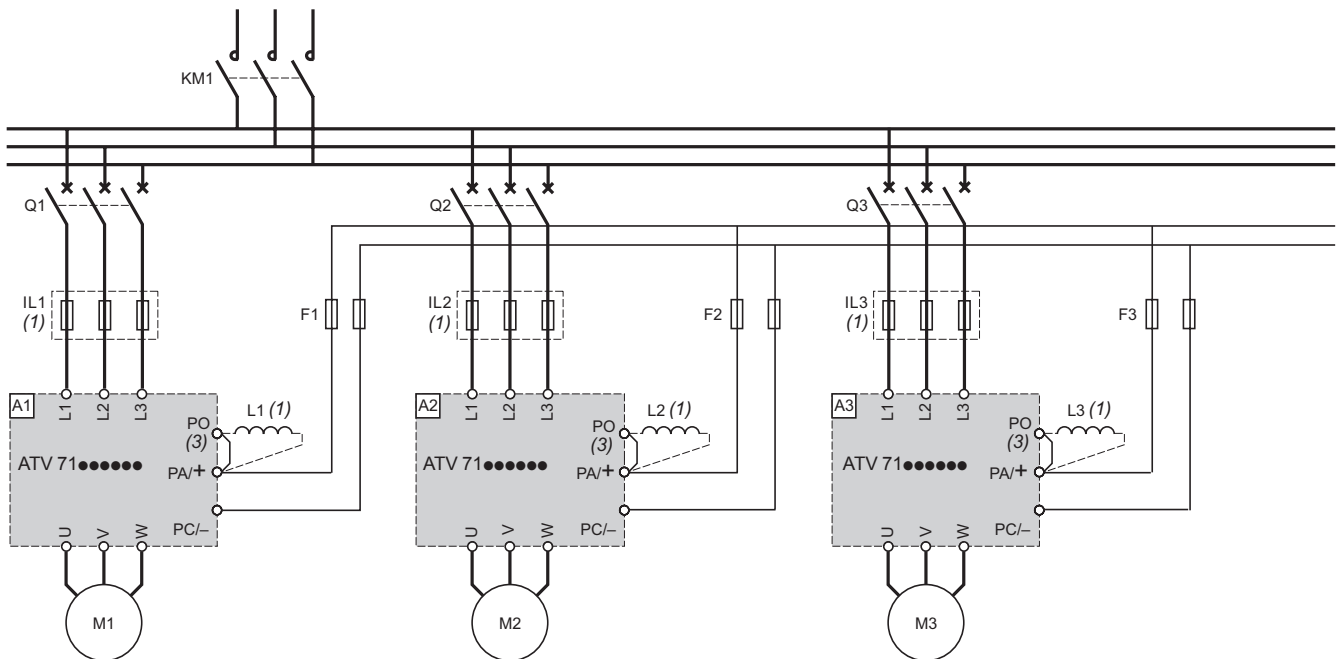 KM1
Q1
Q2
Q3
IL1
(1)
F1
IL2
(1)
F2
IL3
(1)
F3
A1
L1
L2
L3
PO
(3)
L1 (1)
ATV 71●●●●●●
PA/+
PC/–
U
V
W
M1
A2
L1
L2
L3
PO
(3)
L2 (1)
ATV 71●●●●●●
PA/+
PC/–
U
V
W
M2
A3
L1
L2
L3
PO
(3)
L3 (1)
ATV 71●●●●●●
PA/+
PC/–
U
V
W
M3